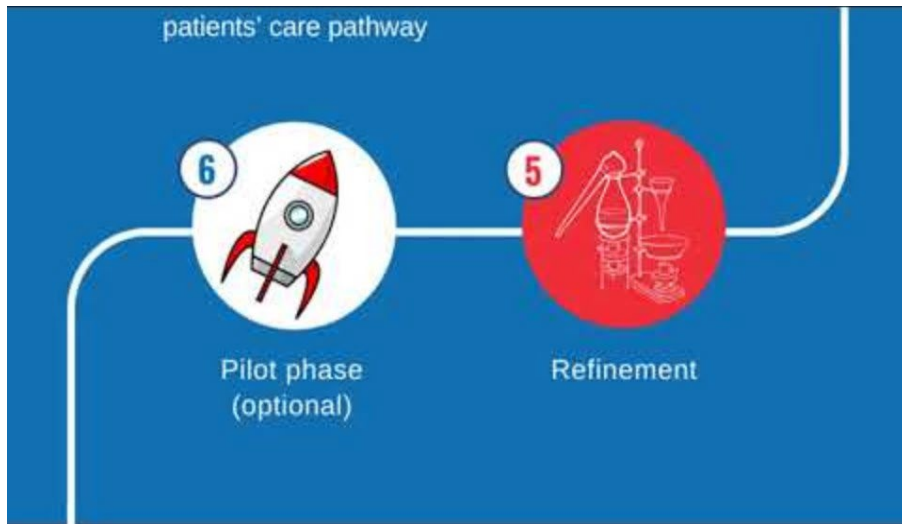 patients' care pathway
6
5
Pilot phase
(optional)
Refinement